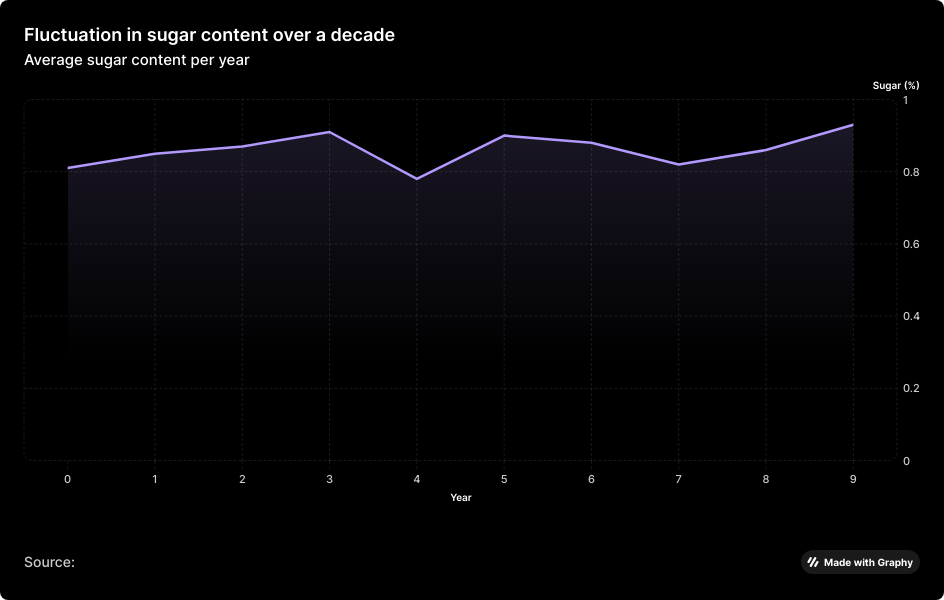 Fluctuation in sugar content over a decade
Average sugar content per year
Sugar (%)
1
0.8
0.6
0.4
0.2
0
0 1 2 3 4 5 6 7 8 9
Year
Source:
Made with Graphy